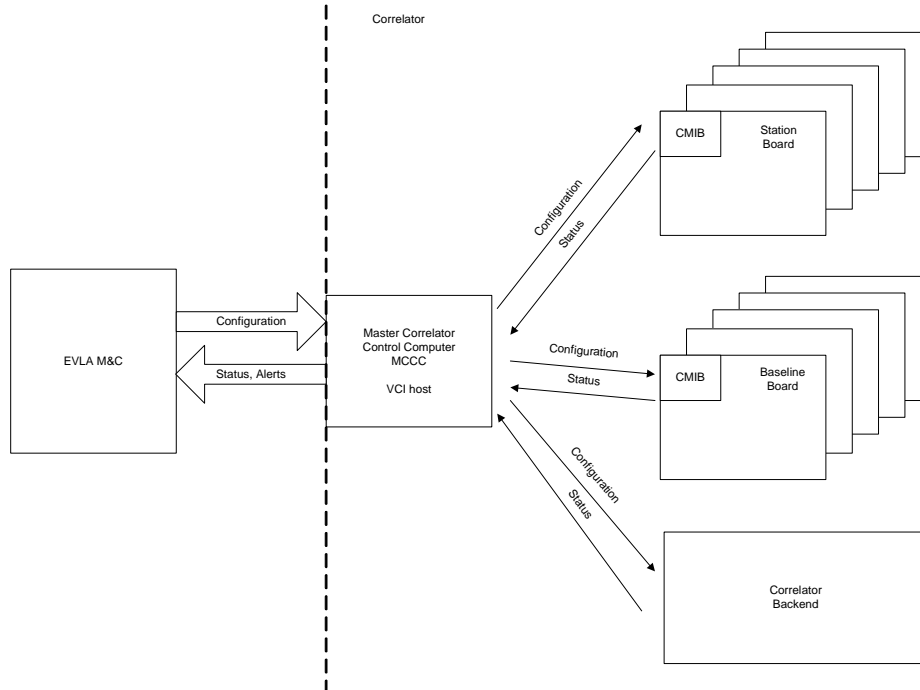 Correlator
CMIB
Station
Board
Configuration
Status
EVLA M&C
Configuration
Status, Alerts
Master Correlator
Control Computer
MCCC
VCI host
Configuration
Status
CMIB
Baseline
Board
Configuration
Status
Correlator
Backend